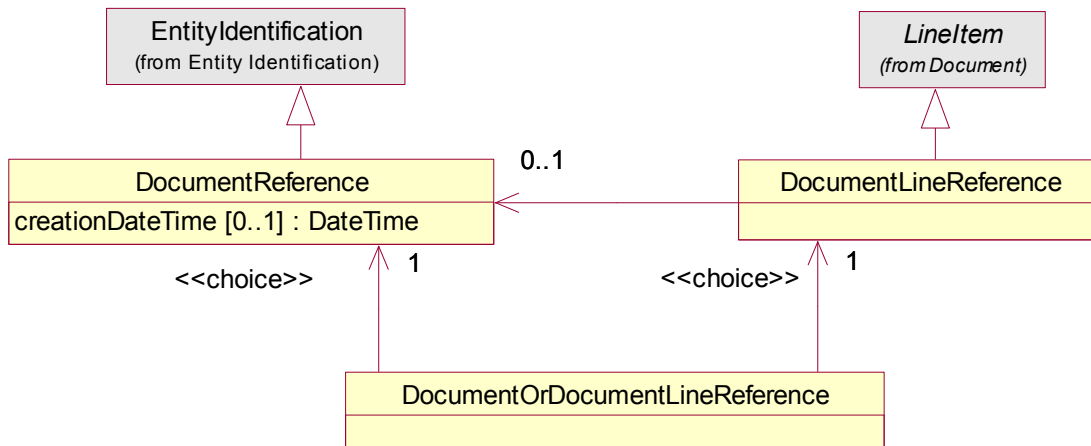 EntityIdentification
(from Entity Identification)
LineItem
(from Document)
DocumentReference
creationDateTime [0..1] : DateTime
0..1
DocumentLineReference
<<choice>>
1
<<choice>>
1
DocumentOrDocumentLineReference